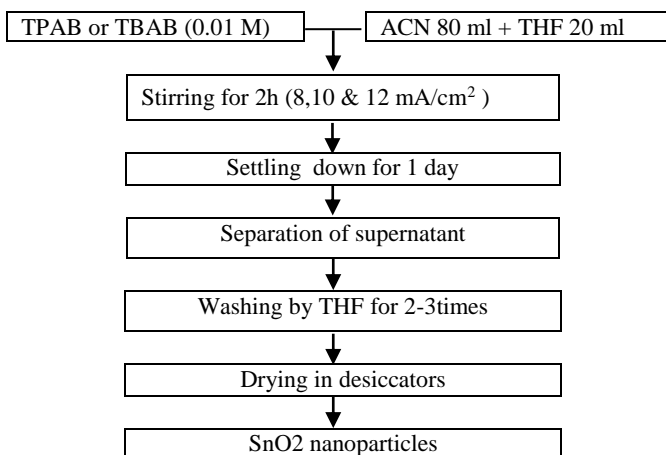 TPAB or TBAB (0.01 M)
ACN 80 ml + THF 20 ml
Stirring for 2h (8,10 & 12 mA/cm² )
Settling down for 1 day
Separation of supernatant
Washing by THF for 2-3times
Drying in desiccators
SnO2 nanoparticles